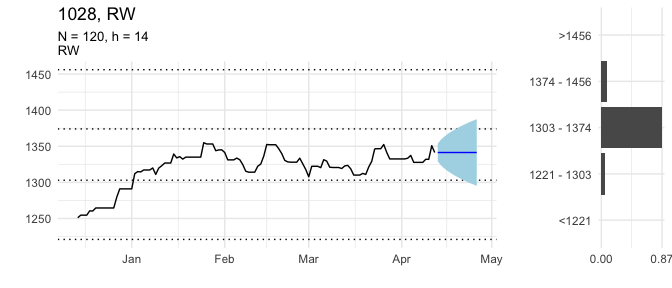 1028, RW
N = 120, h = 14
RW
1450
1400
1350
1300
1250
Jan Feb Mar Apr May
>1456
1374 - 1456
1303 - 1374
1221 - 1303
<1221
0.00 0.87